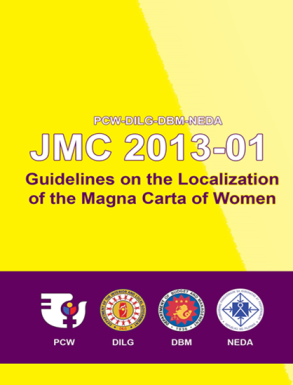 PCW-DILG-DBM-NEDA
JMC 2013-01
Guidelines on the Localization
of the Magna Carta of Women
PCW DILG DBM NEDA